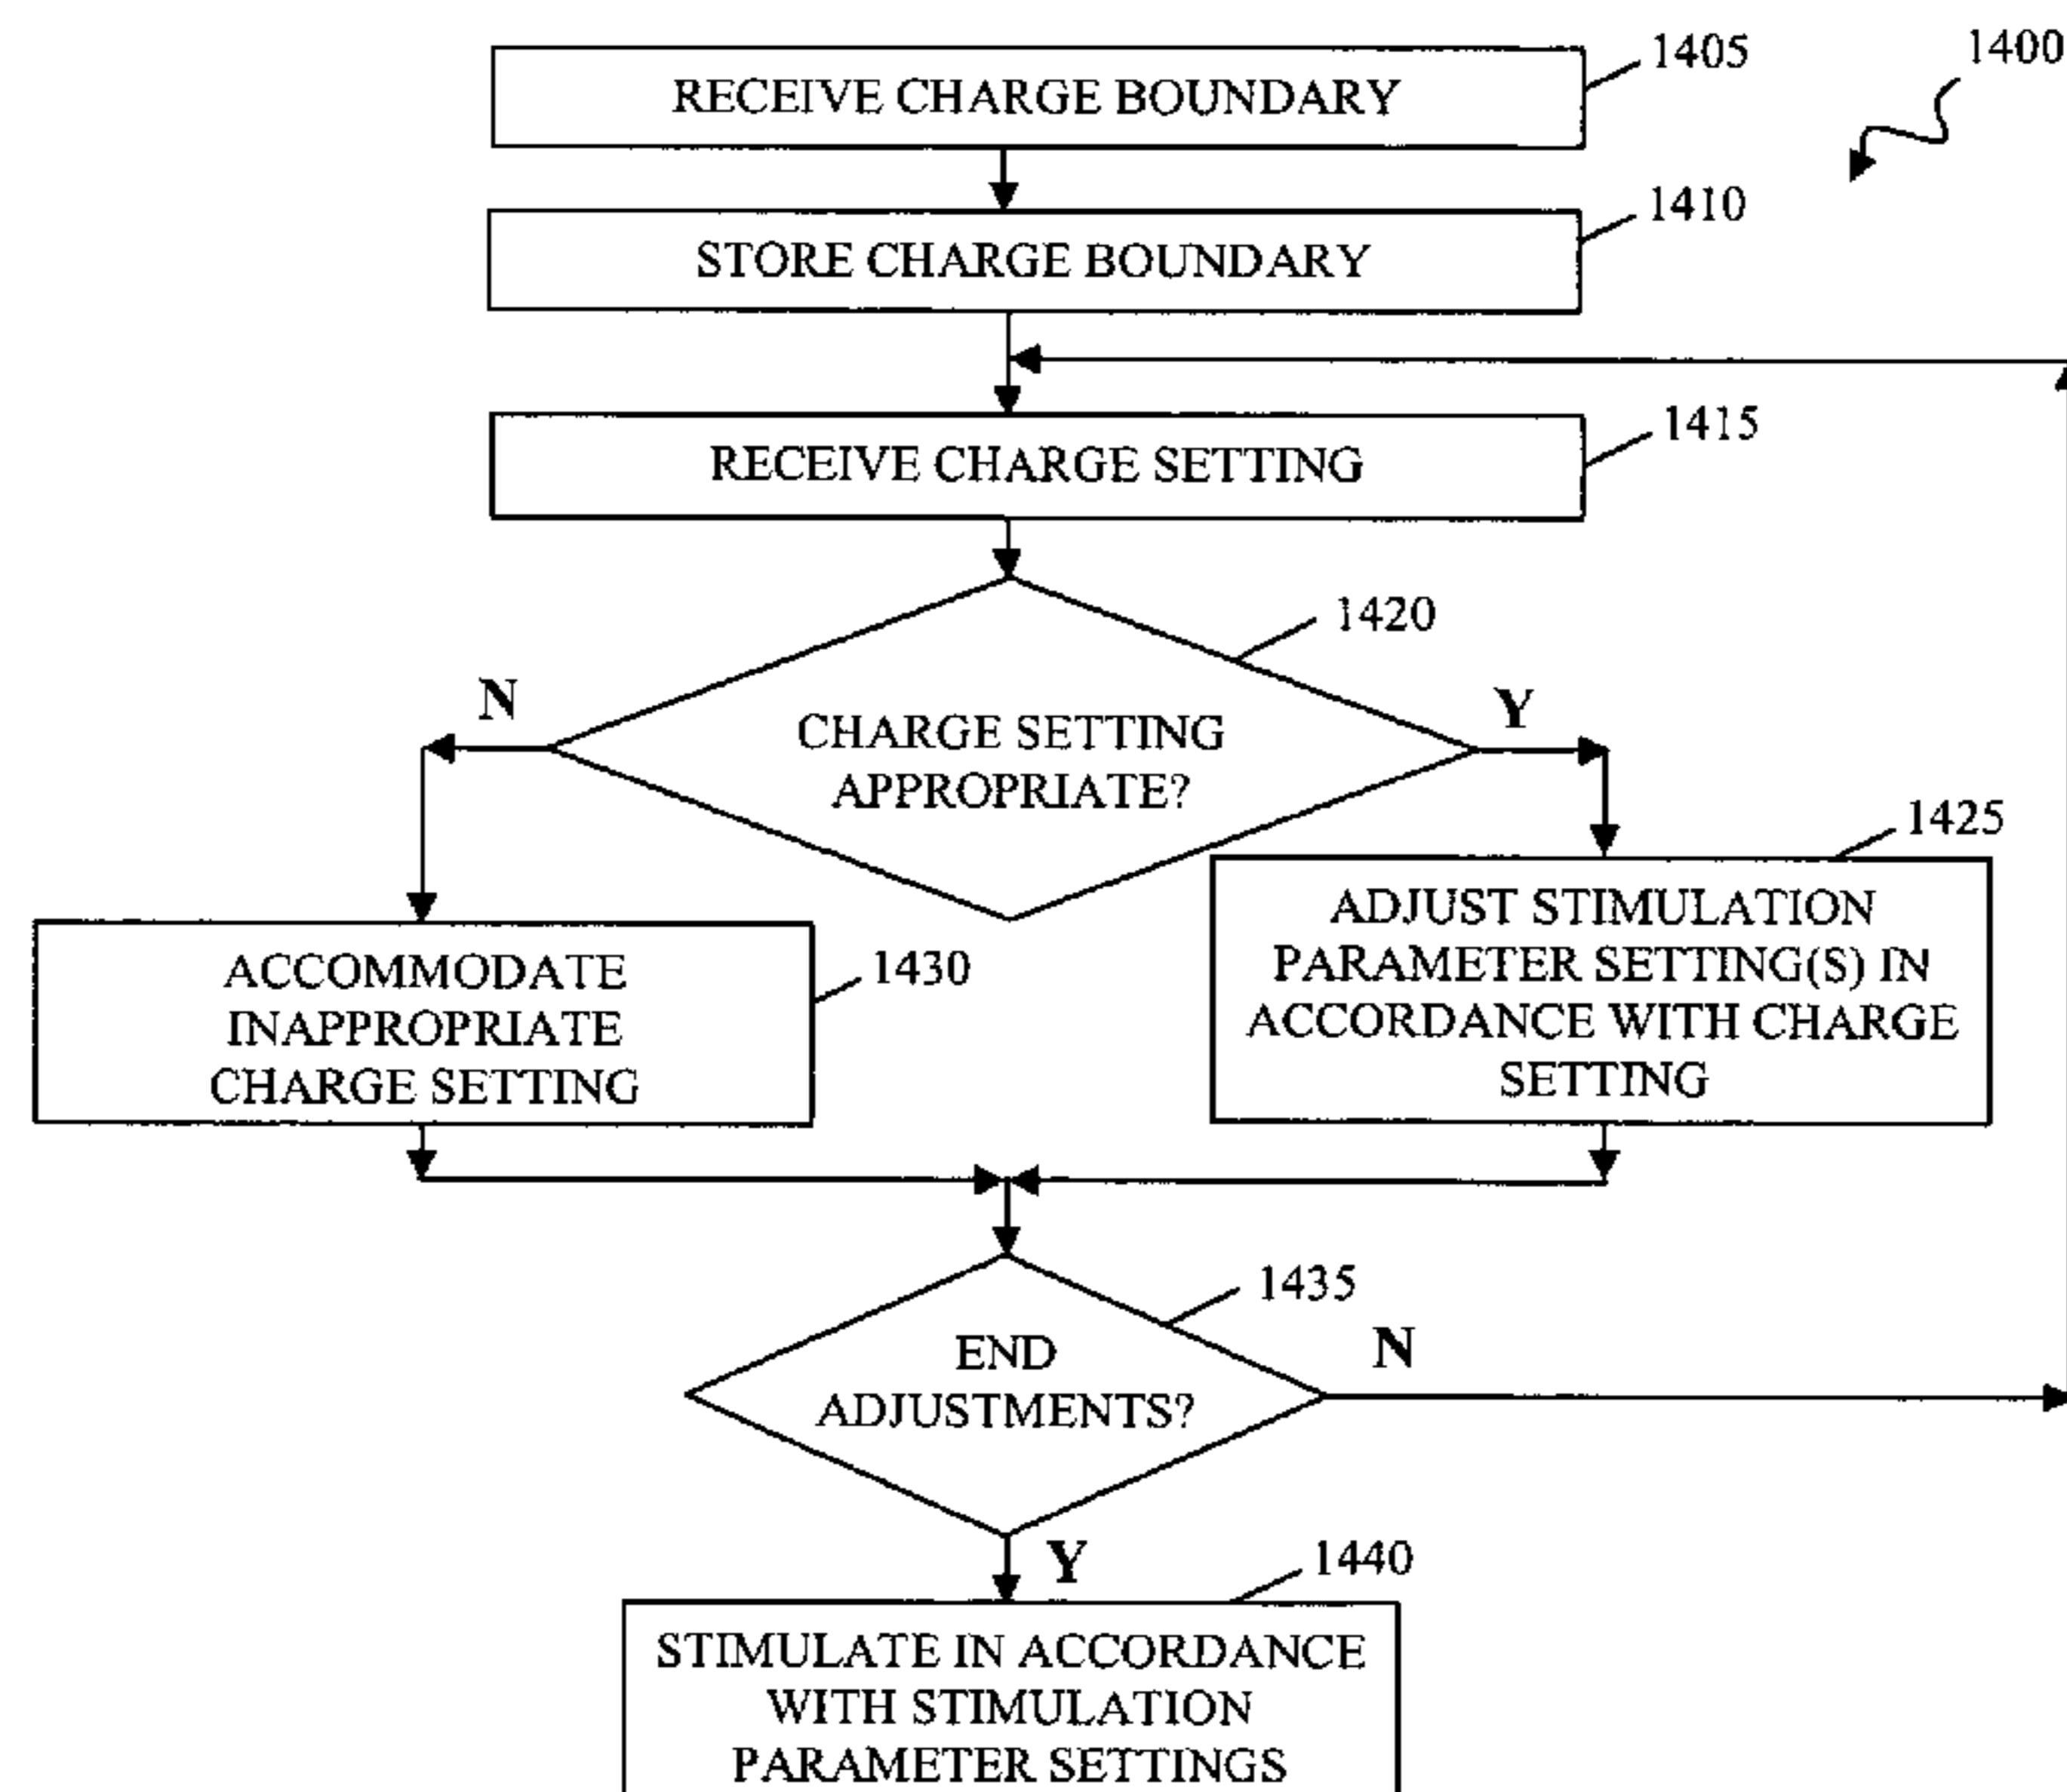 1400
1405
RECEIVE CHARGE BOUNDARY
1410
STORE CHARGE BOUNDARY
1415
RECEIVE CHARGE SETTING
1420
N
Y
CHARGE SETTING
APPROPRIATE?
1425
ADJUST STIMULATION
PARAMETER SETTING(S) IN
ACCORDANCE WITH CHARGE
SETTING
1430
ACCOMMODATE
INAPPROPRIATE
CHARGE SETTING
1435
END
ADJUSTMENTS?
N
Y
1440
STIMULATE IN ACCORDANCE
WITH STIMULATION
PARAMETER SETTINGS